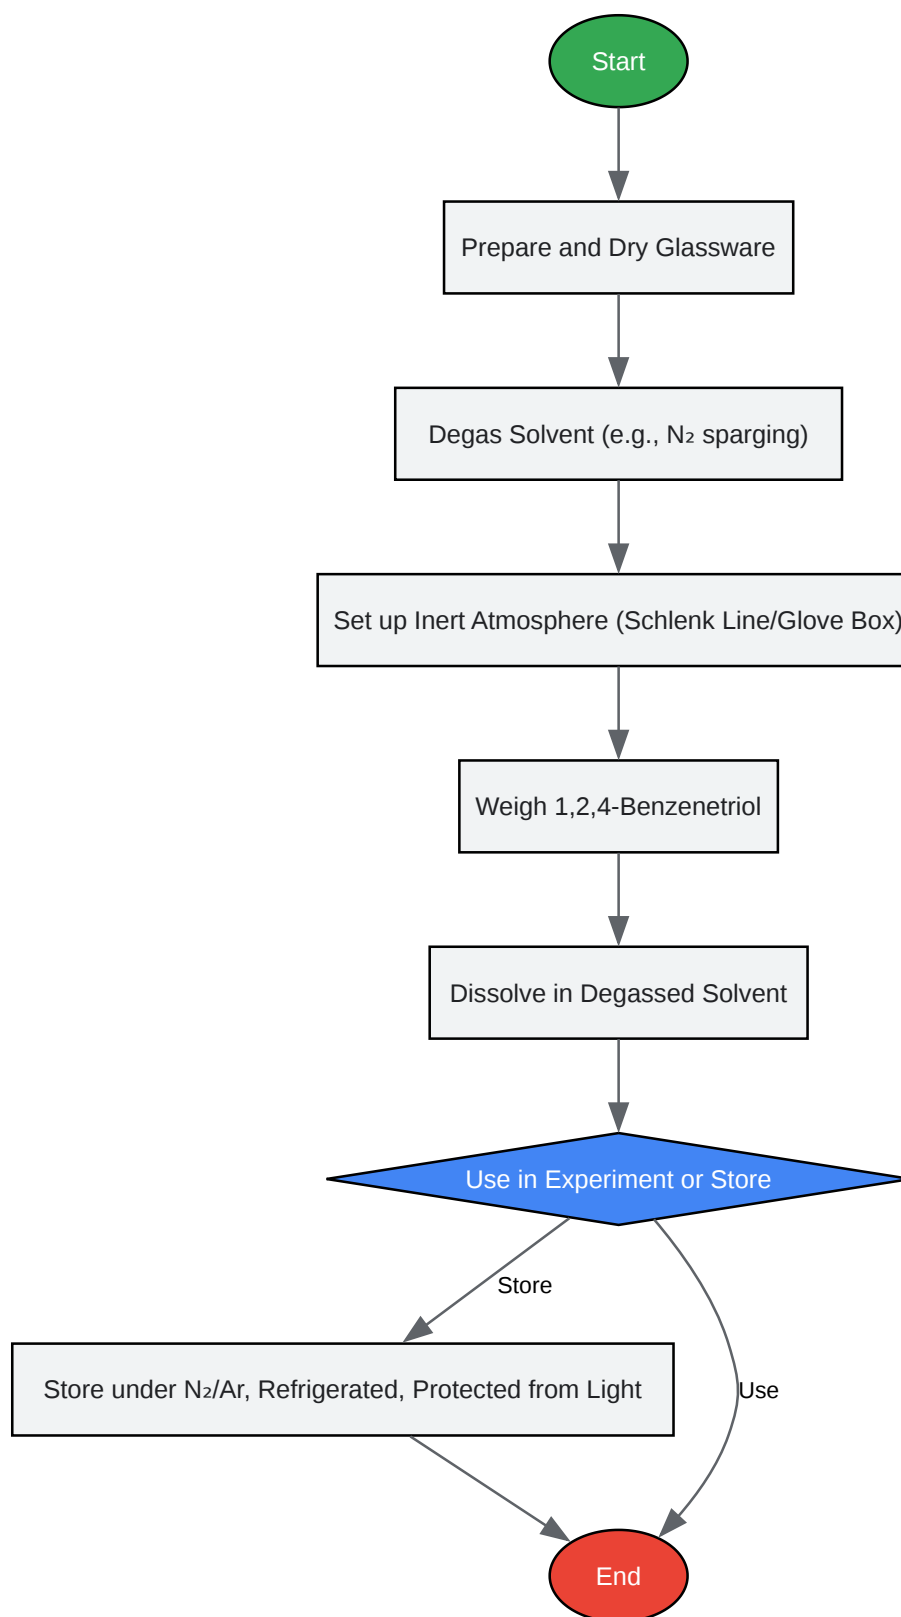 Start
Prepare and Dry Glassware
Degas Solvent (e.g., N₂ sparging)
Set up Inert Atmosphere (Schlenk Line/Glove Box)
Weigh 1,2,4-Benzenetriol
Dissolve in Degassed Solvent
Use in Experiment or Store
Store
Store under N₂/Ar, Refrigerated, Protected from Light
Use
End